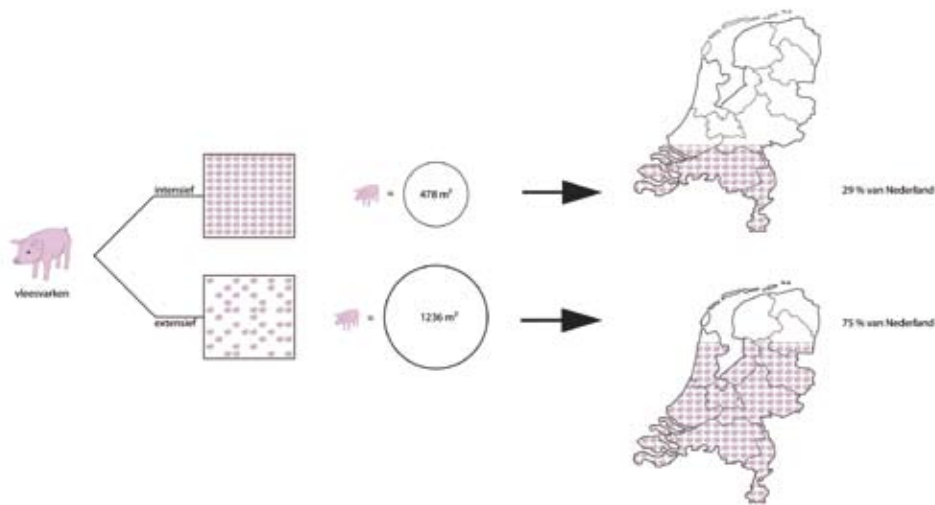 intensief
478 m²
29 % van Nederland
vleesvarken
extensief
1236 m²
75 % van Nederland